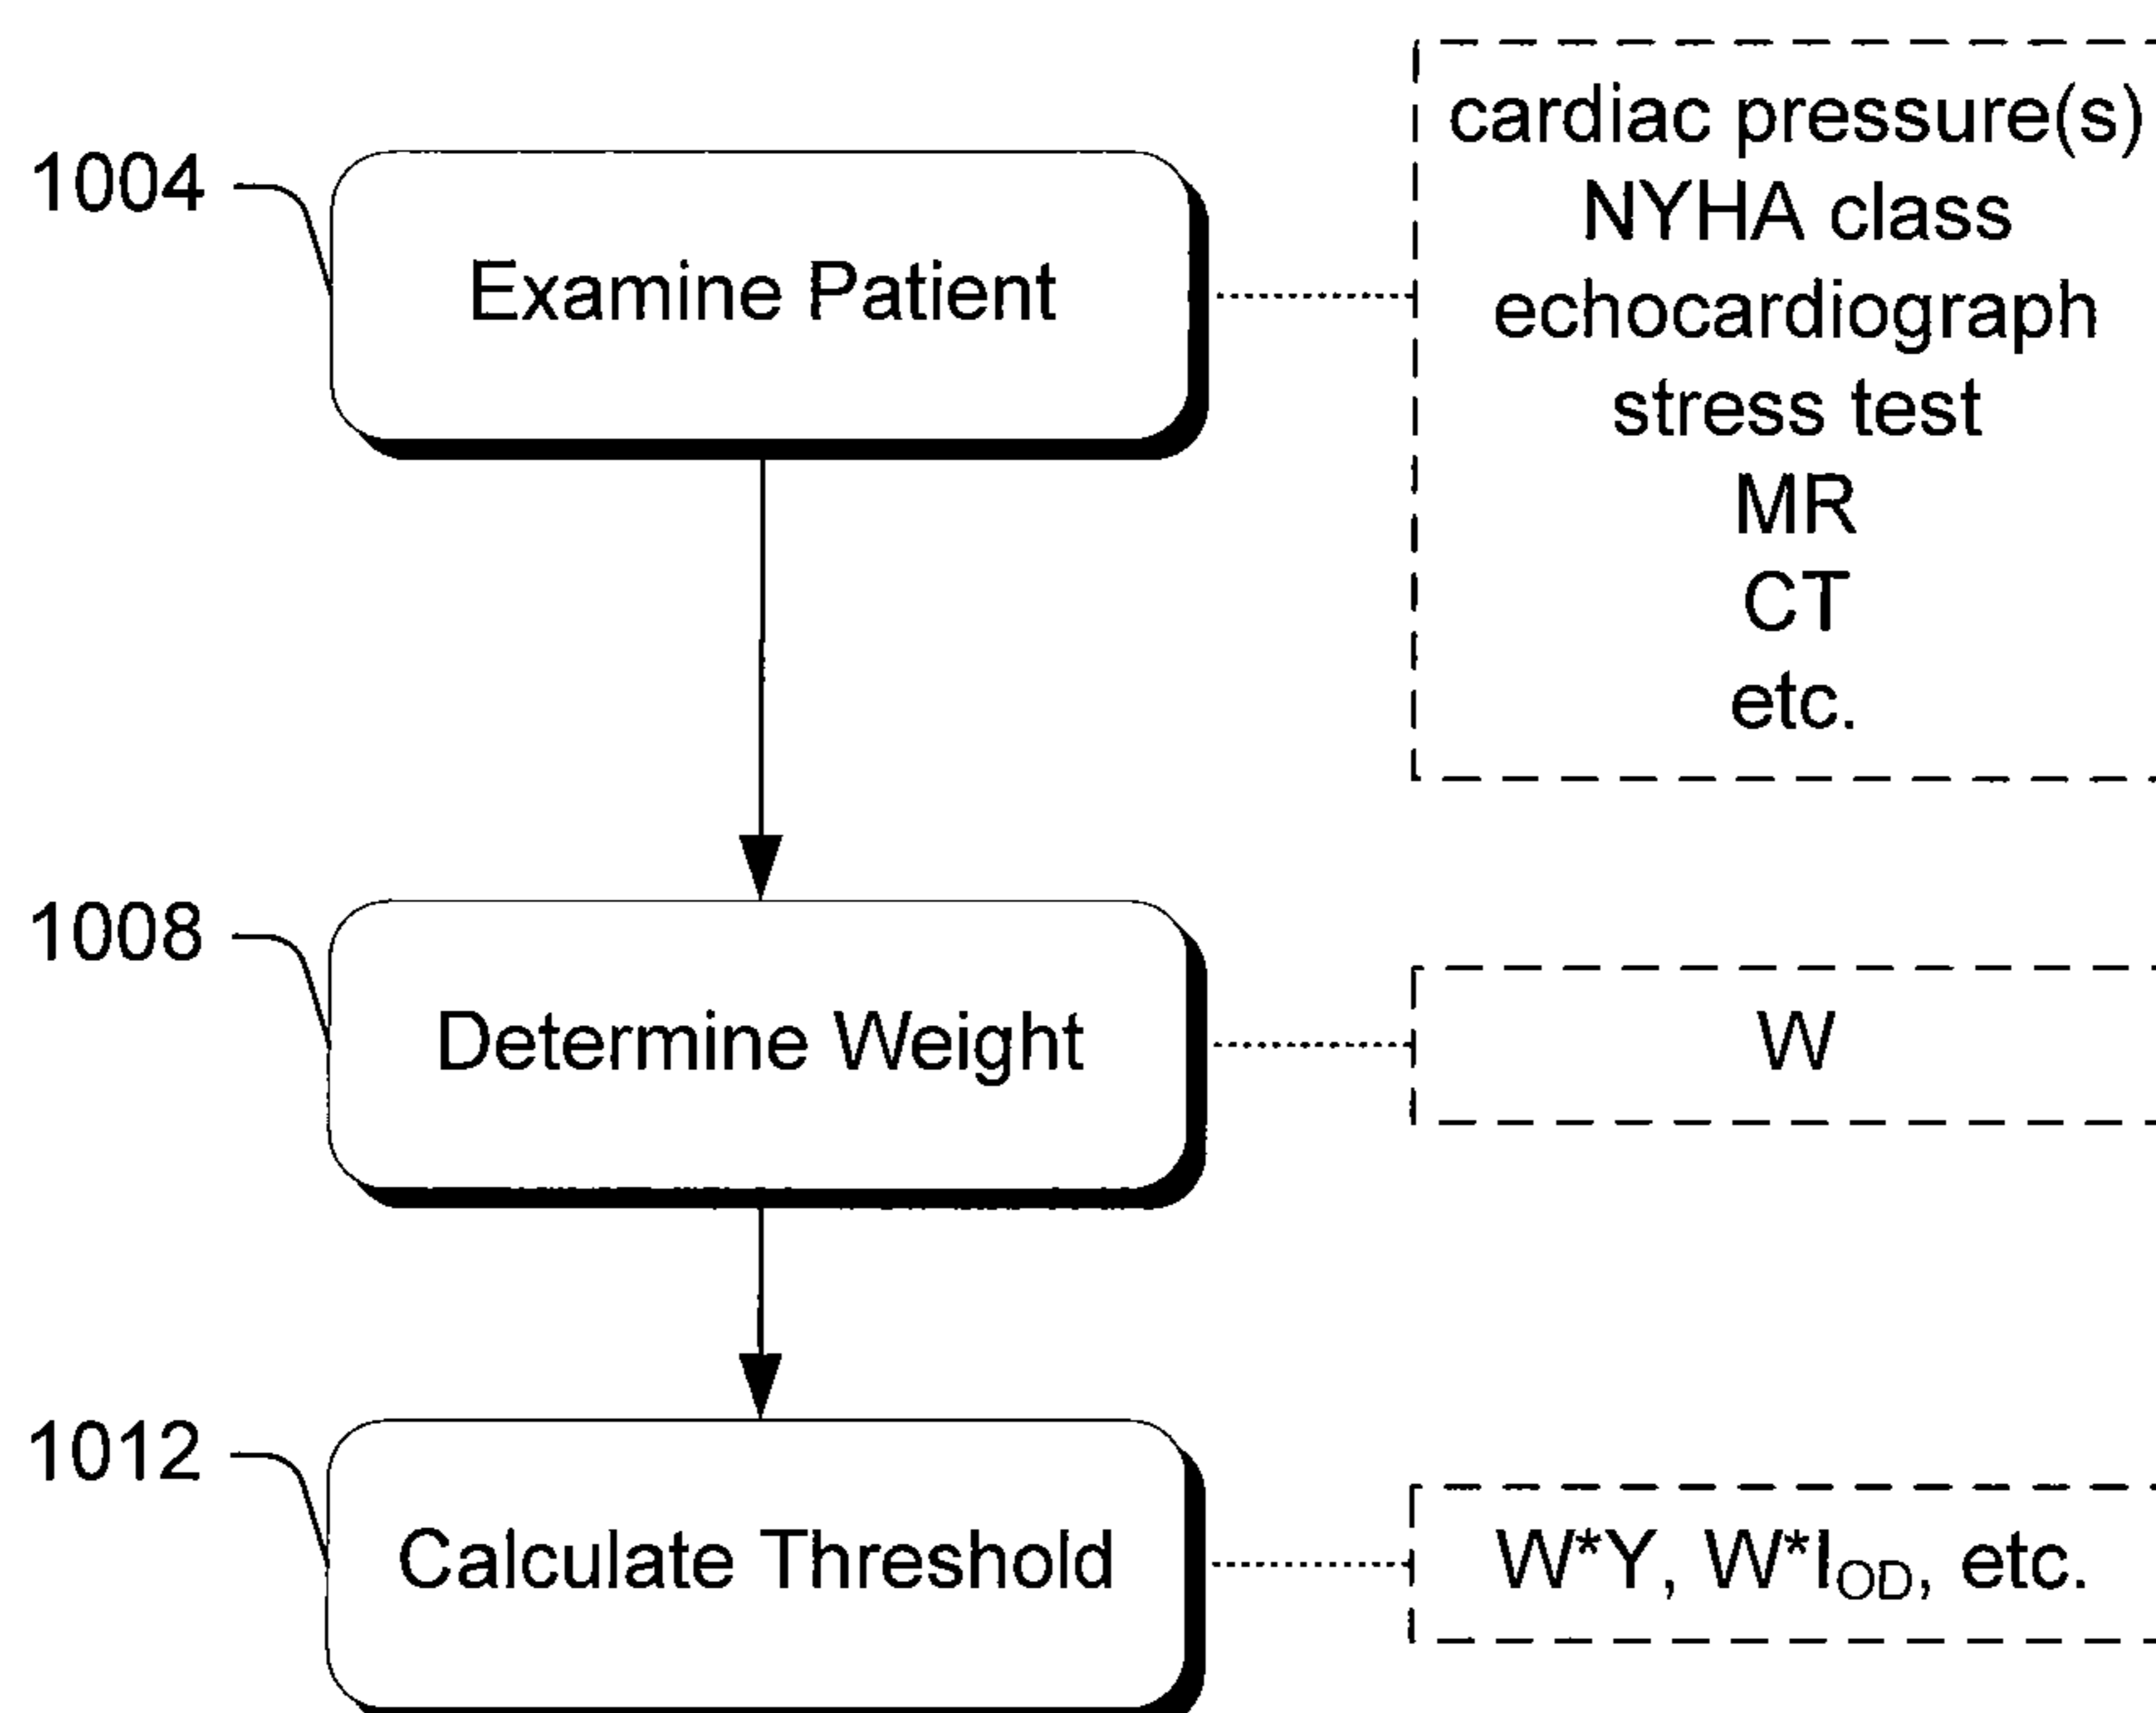 1004
Examine Patient
cardiac pressure(s)
NYHA class
echocardiograph
stress test
MR
CT
etc.
1008
Determine Weight
W
1012
Calculate Threshold
W*Y, W*I_OD, etc.